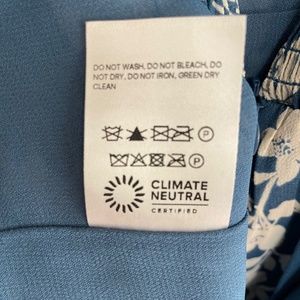 DO NOT WASH, DO NOT BLEACH, DO
NOT DRY, DO NOT IRON, GREEN DRY
CLEAN
P
P
CLIMATE
NEUTRAL
CERTIFIED